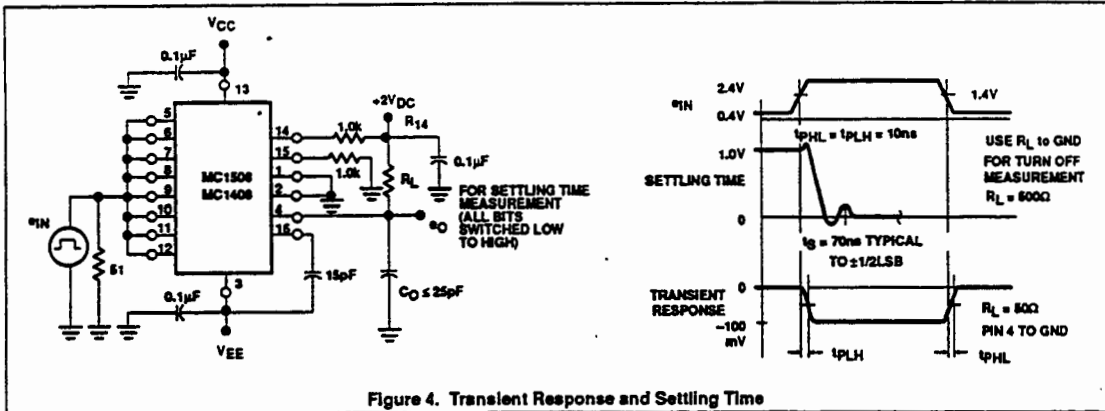 VCC
0.1µF
13
5
6
7
8
9
10
11
12
MC1508
MC1408
14
15
1
2
4
16
3
1.0k
1.0k
+2VDC
R14
0.1µF
RL
FOR SETTLING TIME
MEASUREMENT
(ALL BITS
SWITCHED LOW
TO HIGH)
eO
eIN
51
15pF
CO ≤ 25pF
0.1µF
VEE
eIN
2.4V
0.4V
1.4V
tPHL = tPLH = 10ns
1.0V
SETTLING TIME
0
USE RL to GND
FOR TURN OFF
MEASUREMENT
RL = 500Ω
tS = 70ns TYPICAL
TO ±1/2LSB
0
TRANSIENT
RESPONSE
-100
mV
RL = 50Ω
PIN 4 TO GND
tPLH
tPHL
Figure 4. Transient Response and Settling Time